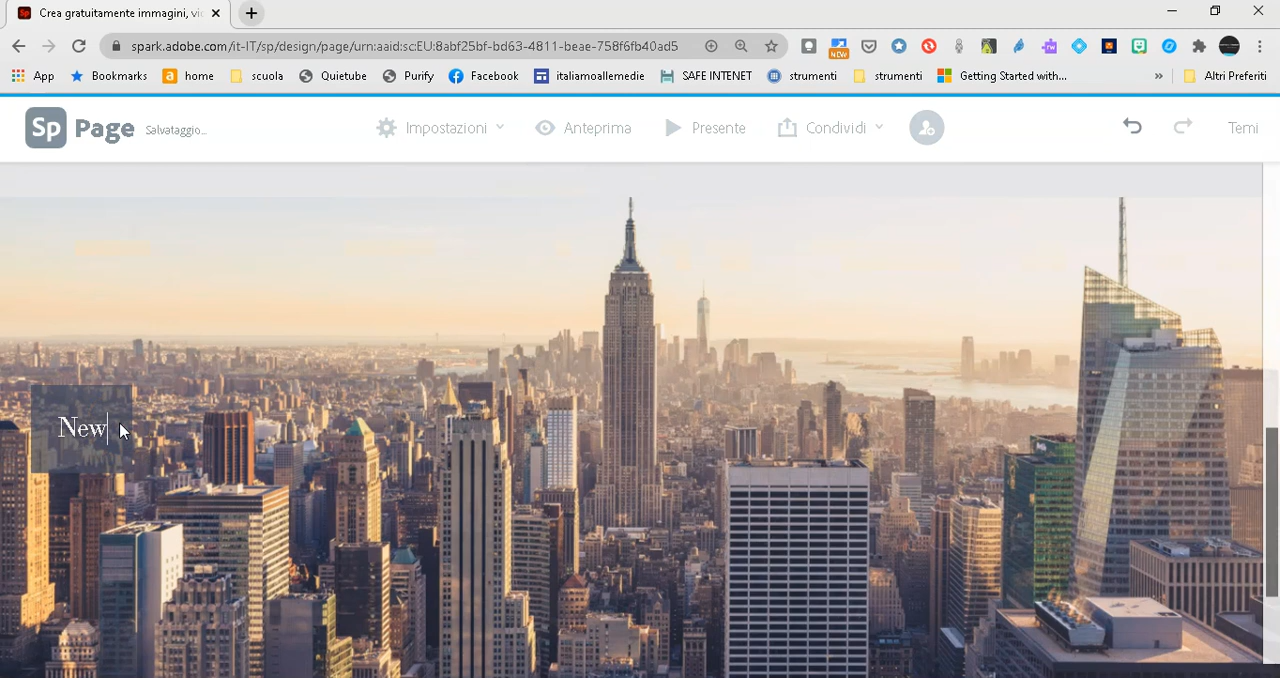 Crea gratuitamente immagini, vi
spark.adobe.com/it-IT/sp/design/page/urn:aaid:sc:EU:8abf25bf-bd63-4811-beae-758f6fb40ad5
NEW
App Bookmarks home scuola Quietube Purify Facebook italiamoallemedie SAFE INTENET strumenti strumenti Getting Started with... » Altri Preferiti
Sp Page Salvataggio... Impostazioni Anteprima Presente Condividi Temi
New